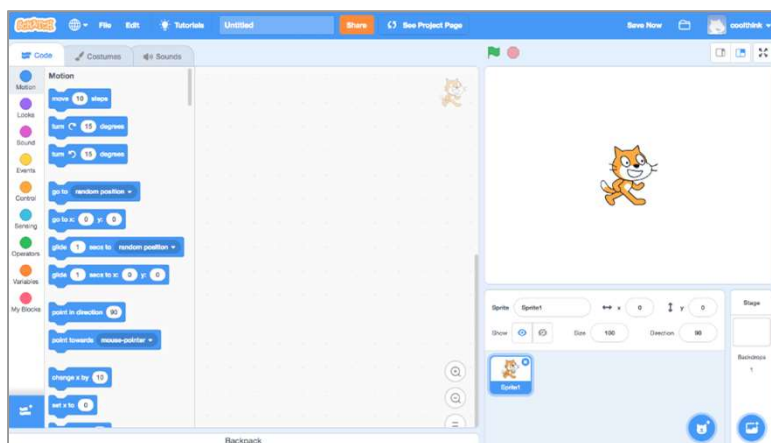 SCRATCH File Edit Tutorials Untitled Share See Project Page Save Now coolthink
Code Costumes Sounds
Motion
Motion
Looks
Sound
Events
Control
Sensing
Operators
Variables
My Blocks
move 10 steps
turn 15 degrees
turn 15 degrees
go to random position
go to x: 0 y: 0
glide 1 secs to random position
glide 1 secs to x: 0 y: 0
point in direction 90
point towards mouse-pointer
change x by 10
set x to 0
Backpack
Sprite Sprite1 x 0 y 0
Show Size 100 Direction 90
Sprite1
Stage
Backdrops
1